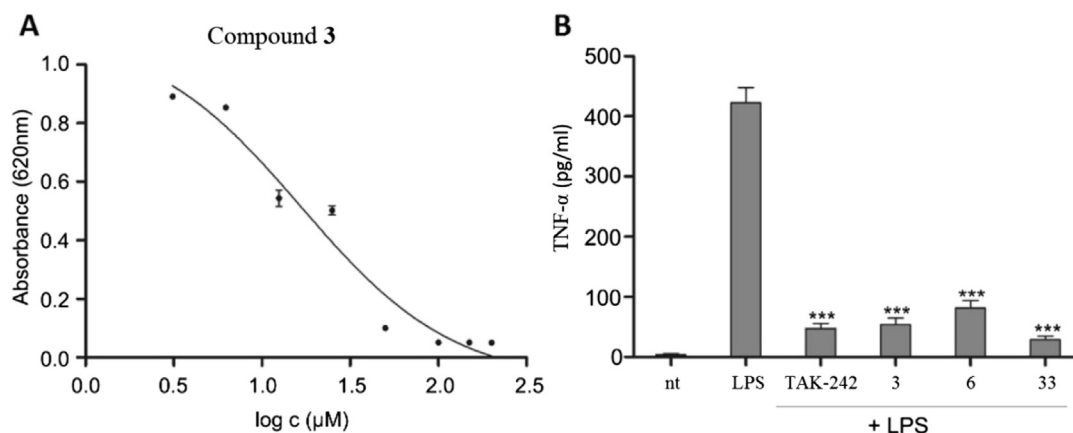 A
Compound 3
1.0
0.8
0.6
0.4
0.2
0.0
Absorbance (620nm)
0.0 0.5 1.0 1.5 2.0 2.5
log c (µM)
B
500
400
300
200
100
0
TNF-α (pg/ml)
*** *** *** ***
nt LPS TAK-242 3 6 33
+ LPS